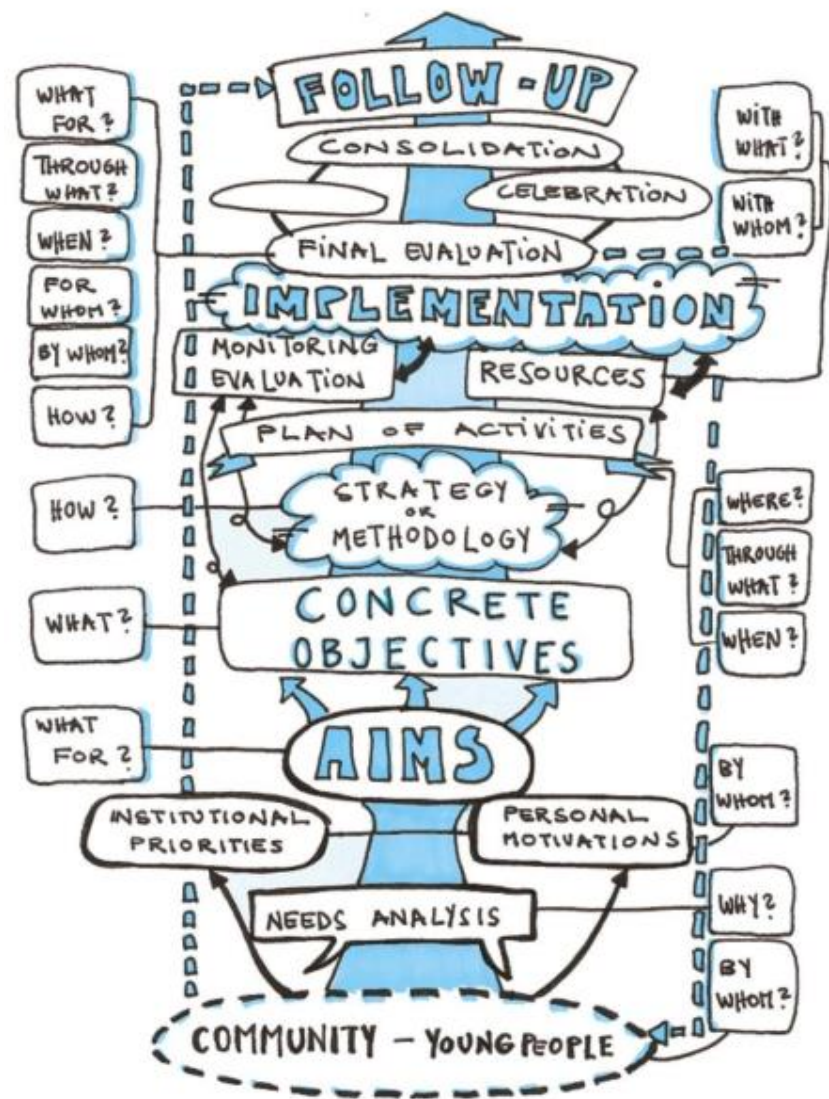 FOLLOW-UP
CONSOLIDATION
CELEBRATION
FINAL EVALUATION
IMPLEMENTATION
MONITORING
EVALUATION
RESOURCES
PLAN OF ACTIVITIES
STRATEGY
OR
METHODOLOGY
CONCRETE
OBJECTIVES
AIMS
INSTITUTIONAL
PRIORITIES
PERSONAL
MOTIVATIONS
NEEDS ANALYSIS
COMMUNITY – YOUNG PEOPLE
WHAT
FOR?
THROUGH
WHAT?
WHEN?
FOR
WHOM?
BY WHOM?
HOW?
HOW?
WHAT?
WHAT
FOR?
WITH
WHAT?
WITH
WHOM?
WHERE?
THROUGH
WHAT?
WHEN?
BY
WHOM?
WHY?
BY
WHOM?